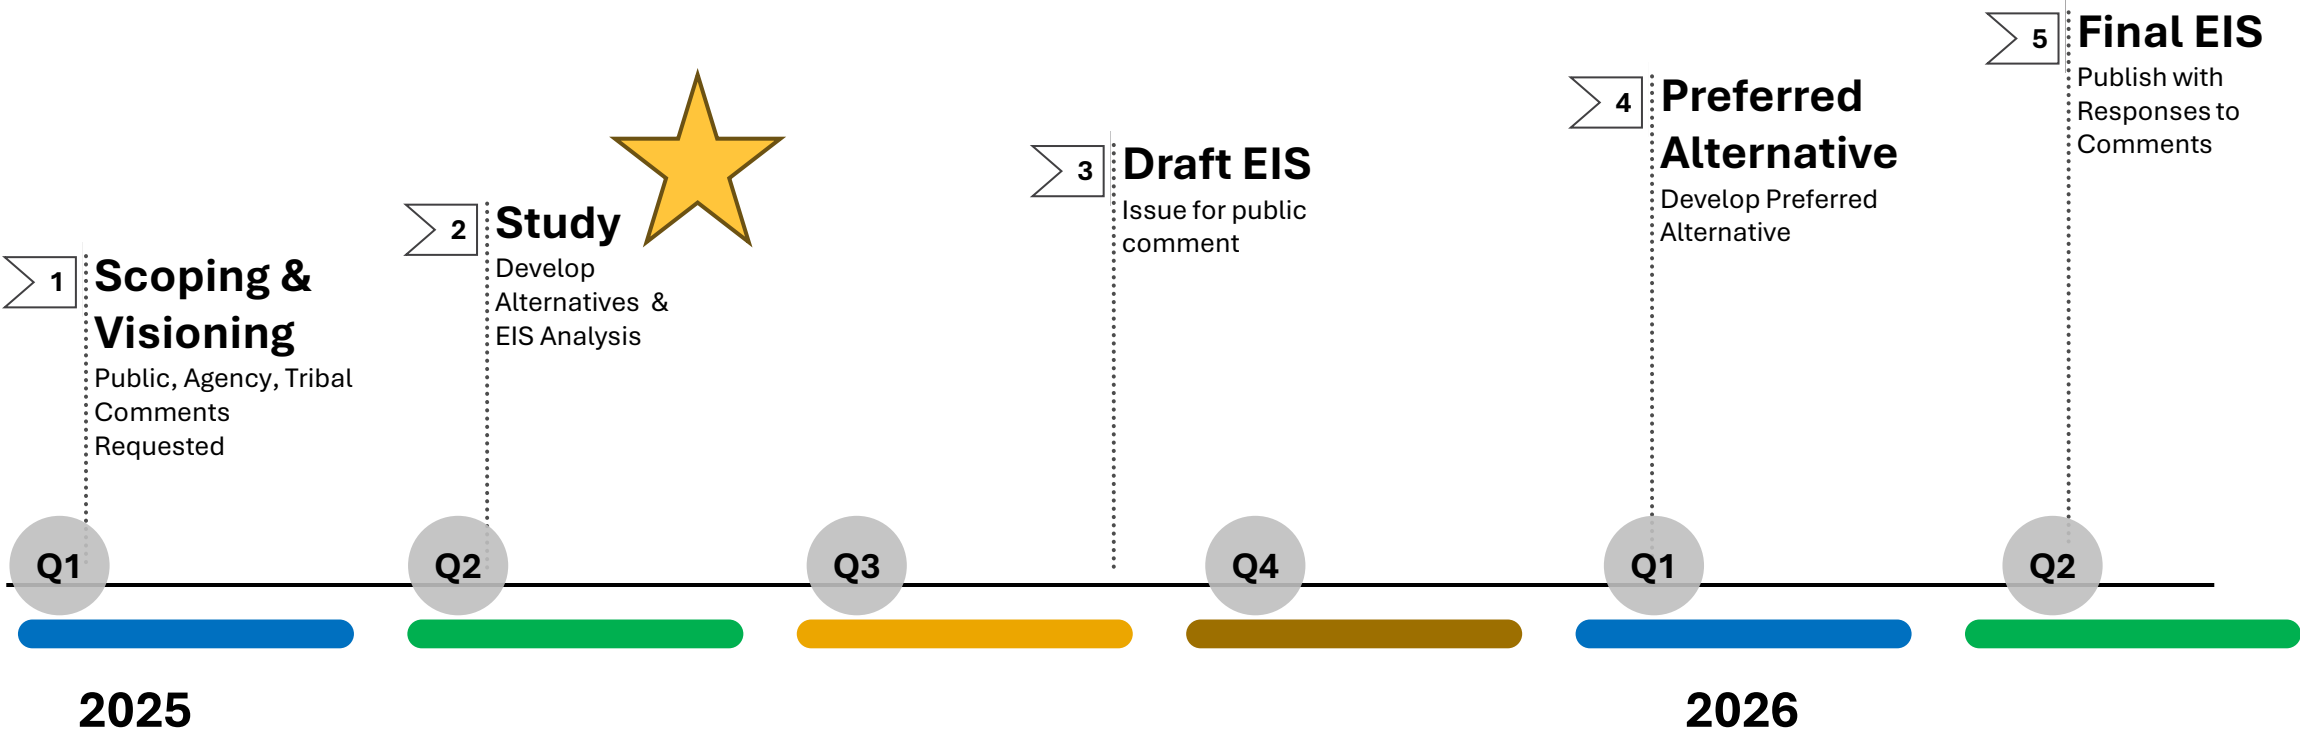 1
Scoping &
Visioning
Public, Agency, Tribal
Comments
Requested
2
Study
Develop
Alternatives &
EIS Analysis
3
Draft EIS
Issue for public
comment
4
Preferred
Alternative
Develop Preferred
Alternative
5
Final EIS
Publish with
Responses to
Comments
Q1
Q2
Q3
Q4
Q1
Q2
2025
2026